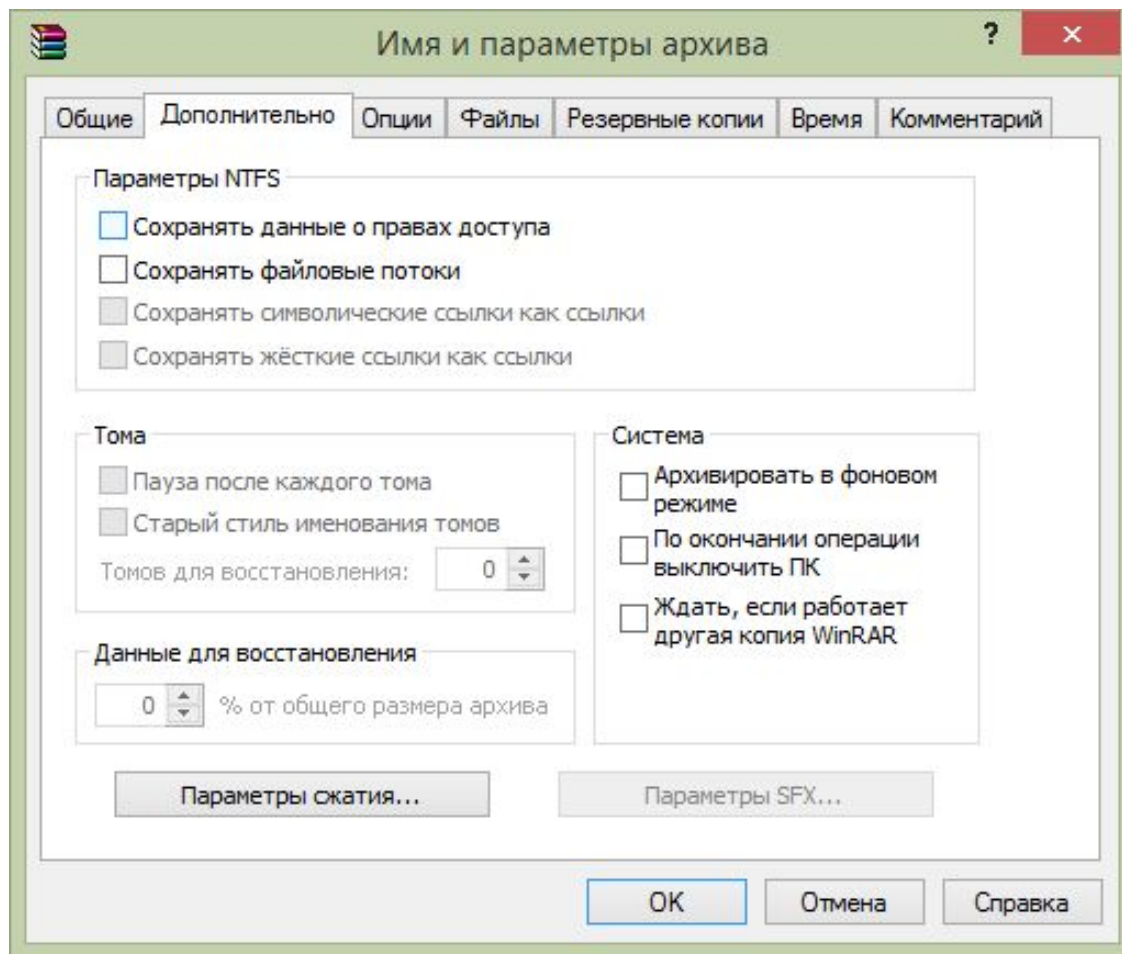 Имя и параметры архива
?
Общие Дополнительно Опции Файлы Резервные копии Время Комментарий
Параметры NTFS
Сохранять данные о правах доступа
Сохранять файловые потоки
Сохранять символические ссылки как ссылки
Сохранять жёсткие ссылки как ссылки
Тома
Пауза после каждого тома
Старый стиль именования томов
Томов для восстановления: 0
Система
Архивировать в фоновом
режиме
По окончании операции
выключить ПК
Ждать, если работает
другая копия WinRAR
Данные для восстановления
0 % от общего размера архива
Параметры сжатия...
Параметры SFX...
OK Отмена Справка